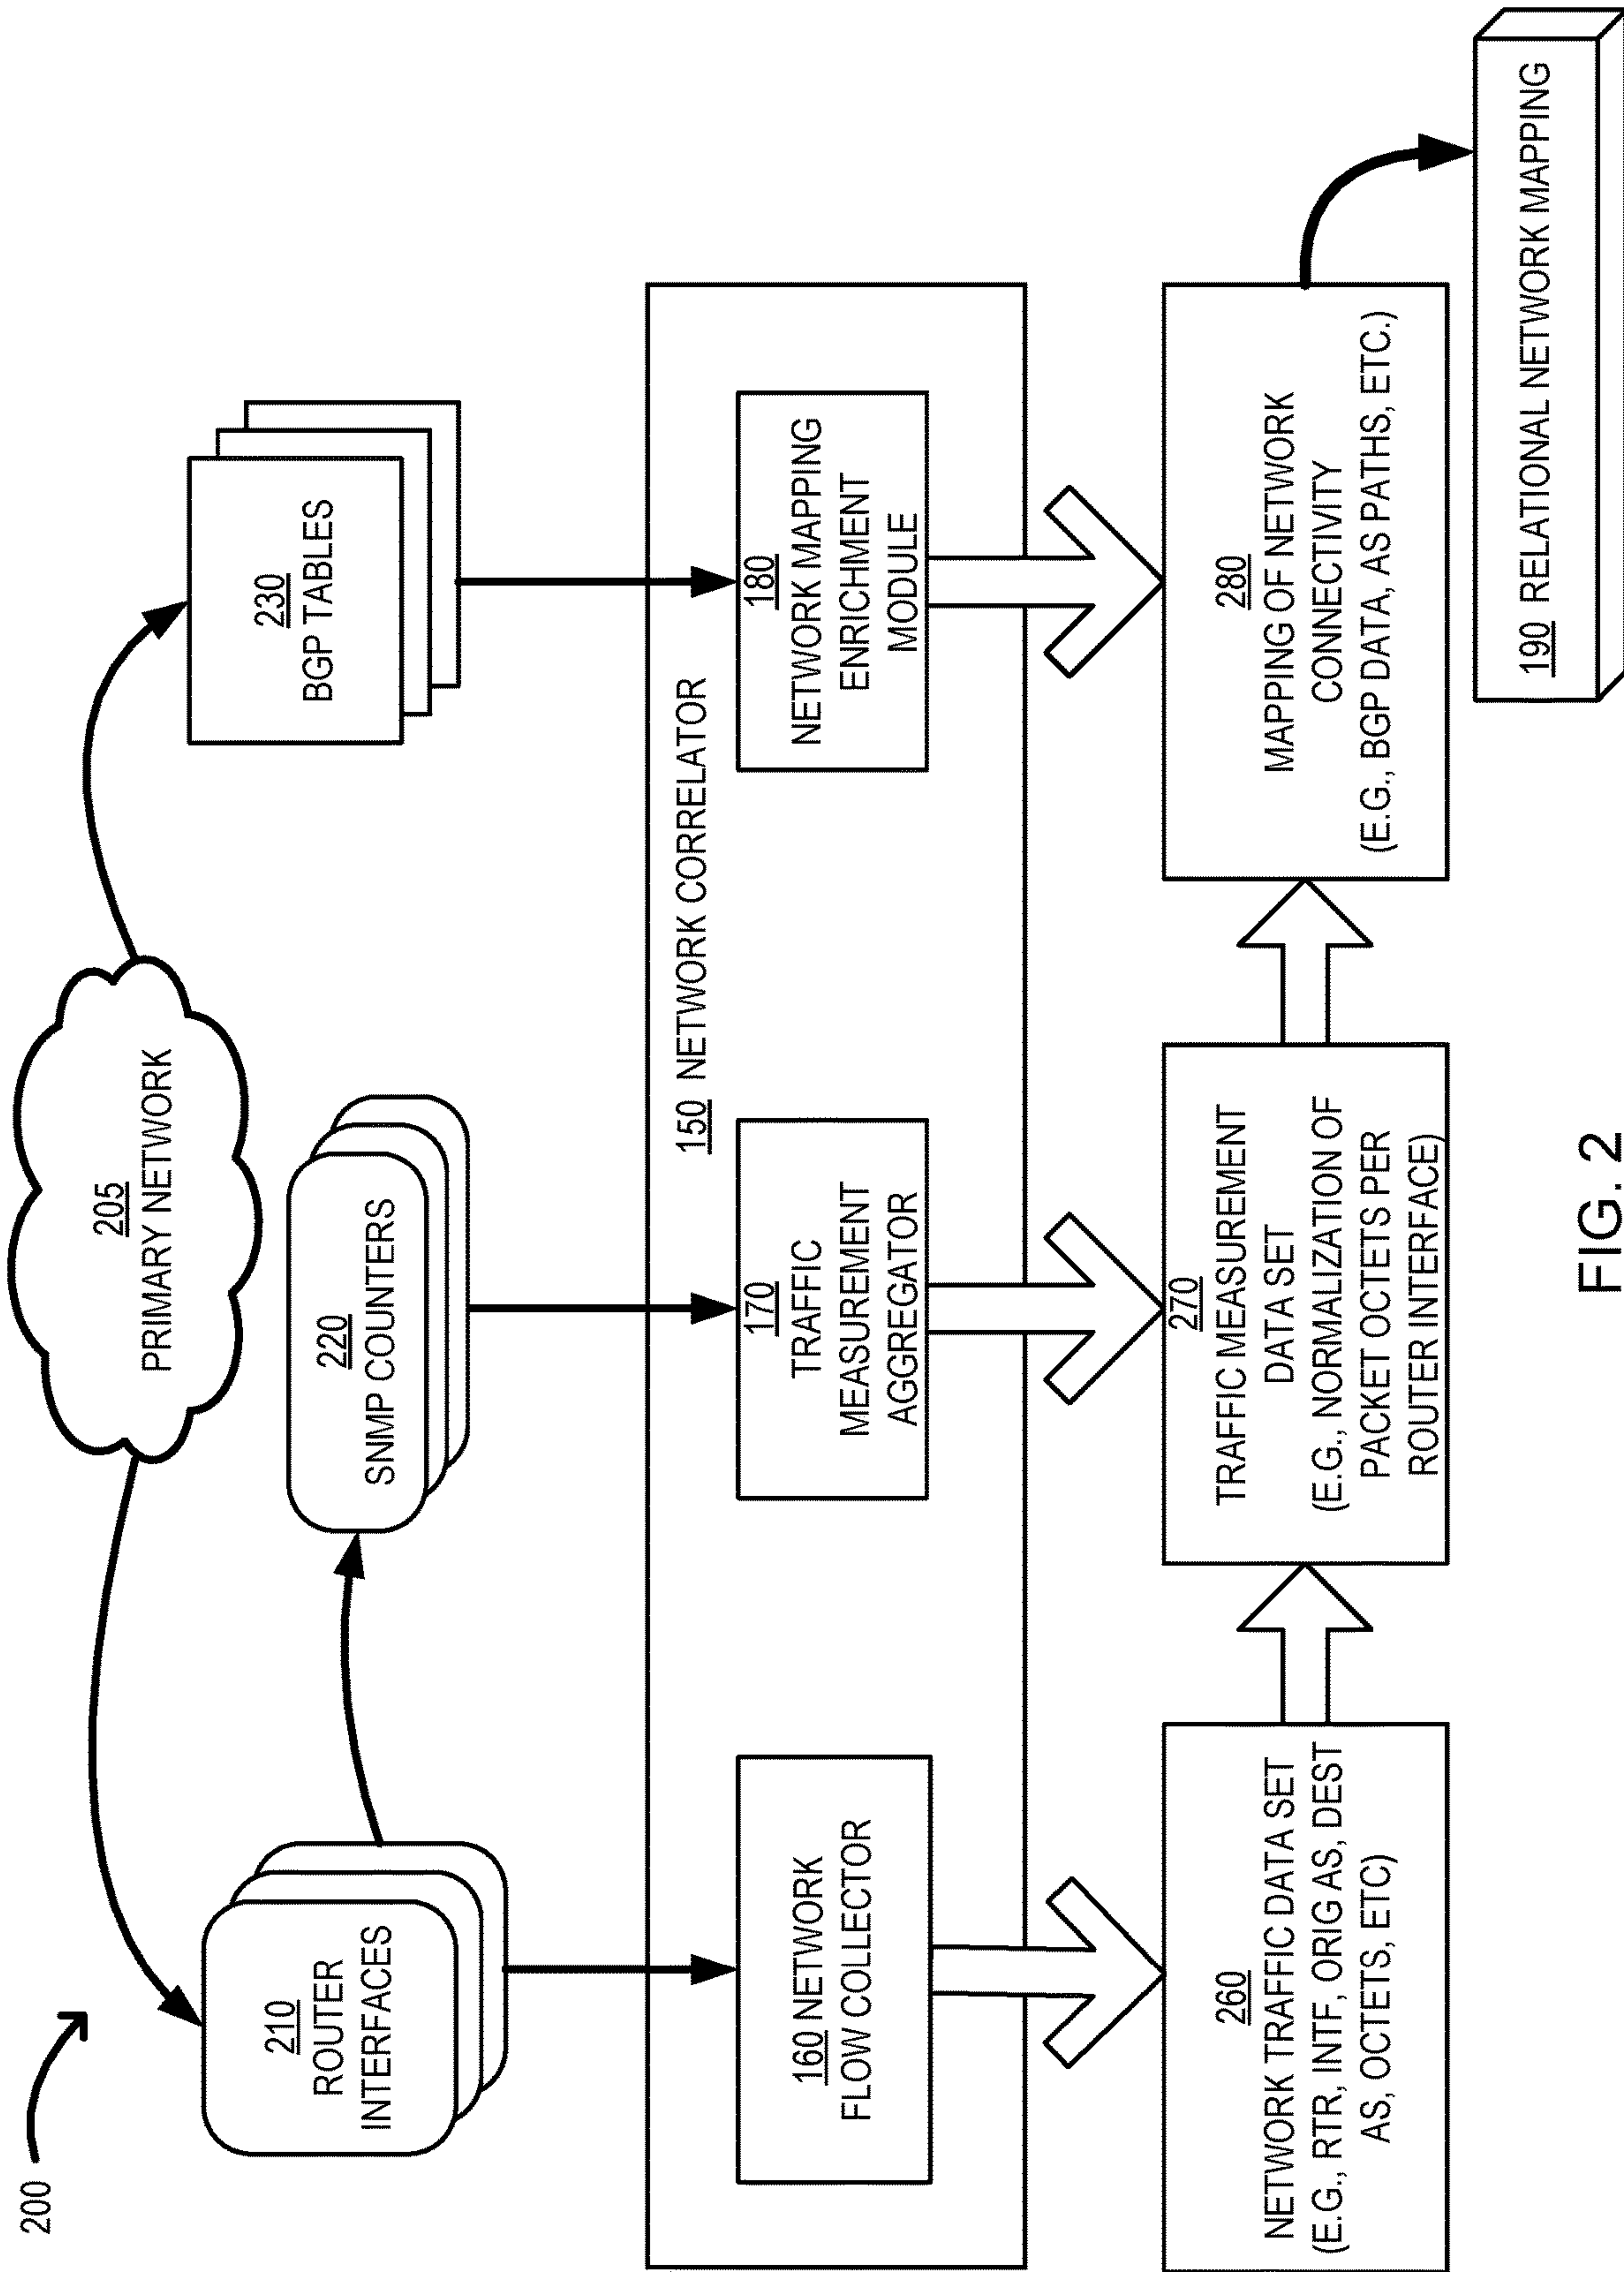 200
205
PRIMARY NETWORK
210
ROUTER
INTERFACES
220
SNMP COUNTERS
230
BGP TABLES
150 NETWORK CORRELATOR
160 NETWORK
FLOW COLLECTOR
170
TRAFFIC
MEASUREMENT
AGGREGATOR
180
NETWORK MAPPING
ENRICHMENT
MODULE
260
NETWORK TRAFFIC DATA SET
(E.G., RTR, INTF, ORIG AS, DEST
AS, OCTETS, ETC)
270
TRAFFIC MEASUREMENT
DATA SET
(E.G., NORMALIZATION OF
PACKET OCTETS PER
ROUTER INTERFACE)
280
MAPPING OF NETWORK
CONNECTIVITY
(E.G., BGP DATA, AS PATHS, ETC.)
190 RELATIONAL NETWORK MAPPING
FIG. 2